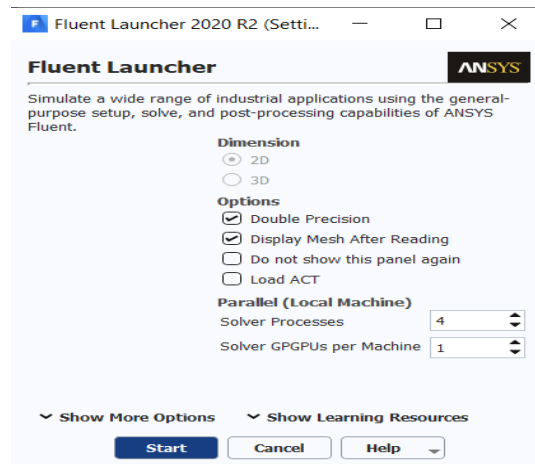 Fluent Launcher 2020 R2 (Setti...
Fluent Launcher
ANSYS
Simulate a wide range of industrial applications using the general-
purpose setup, solve, and post-processing capabilities of ANSYS
Fluent.
Dimension
2D
3D
Options
Double Precision
Display Mesh After Reading
Do not show this panel again
Load ACT
Parallel (Local Machine)
Solver Processes 4
Solver GPGPUs per Machine 1
Show More Options Show Learning Resources
Start Cancel Help